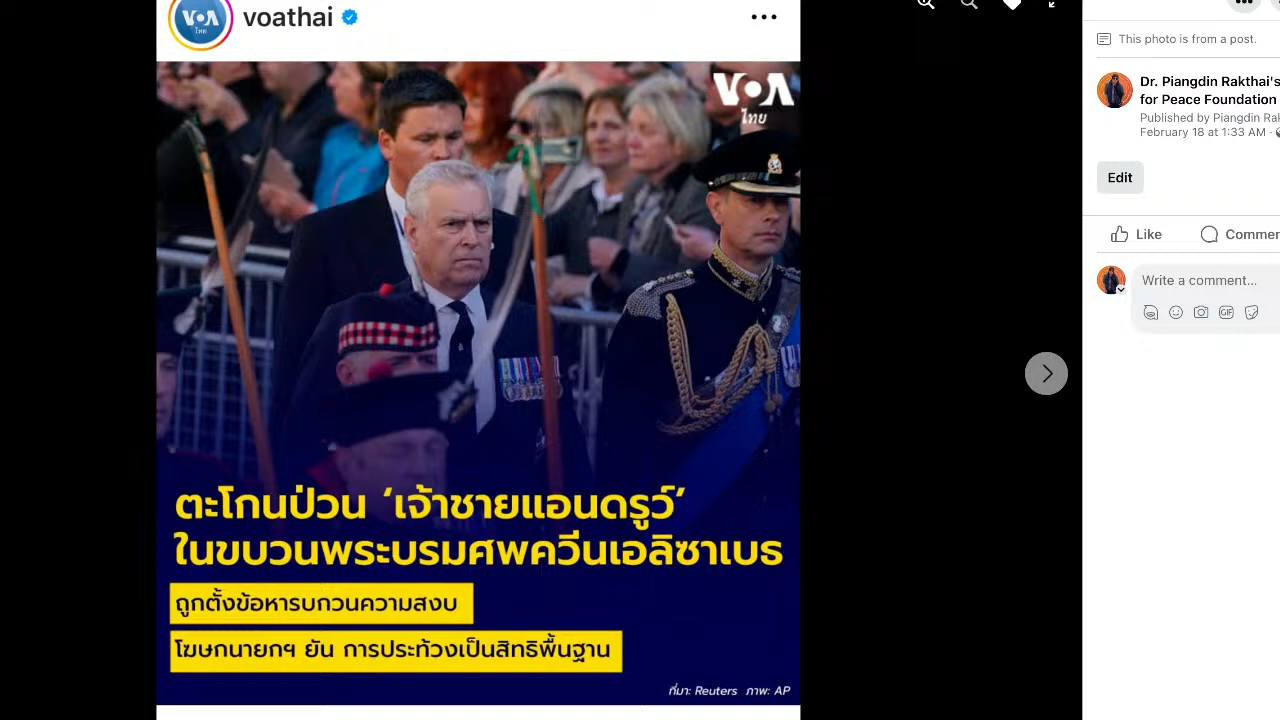 VOA
ไทย
voathai
VOA
ไทย
ตะโกนป่วน ‘เจ้าชายแอนดรูว์’
ในขบวนพระบรมศพควีนเอลิซาเบธ
ถูกตั้งข้อหารบกวนความสงบ
โฆษกนายกฯ ยัน การประท้วงเป็นสิทธิพื้นฐาน
ที่มา: Reuters ภาพ: AP
This photo is from a post.
Dr. Piangdin Rakthai's
for Peace Foundation
Published by Piangdin Ra
February 18 at 1:33 AM ·
Edit
Like
Commer
Write a comment...
GIF